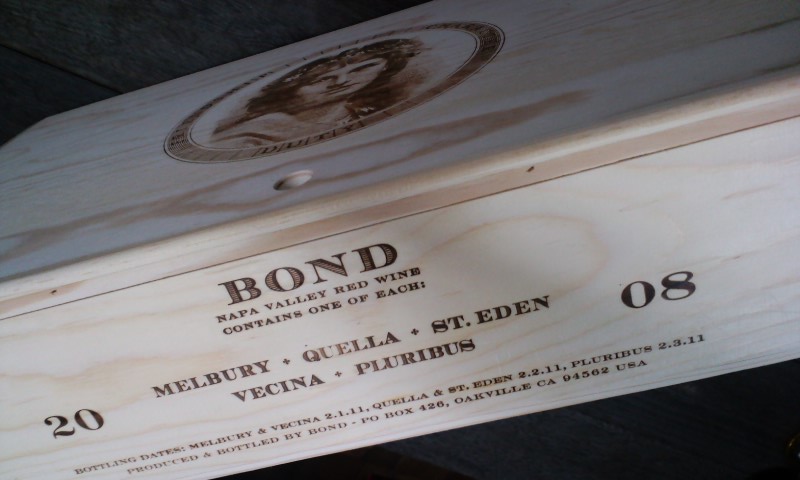 BOND
NAPA VALLEY RED WINE
CONTAINS ONE OF EACH:
MELBURY + QUELLA + ST. EDEN
VECINA + PLURIBUS
20 08
BOTTLING DATES: MELBURY & VECINA 2.1.11, QUELLA & ST. EDEN 2.2.11, PLURIBUS 2.3.11
PRODUCED & BOTTLED BY BOND - PO BOX 426, OAKVILLE CA 94562 USA